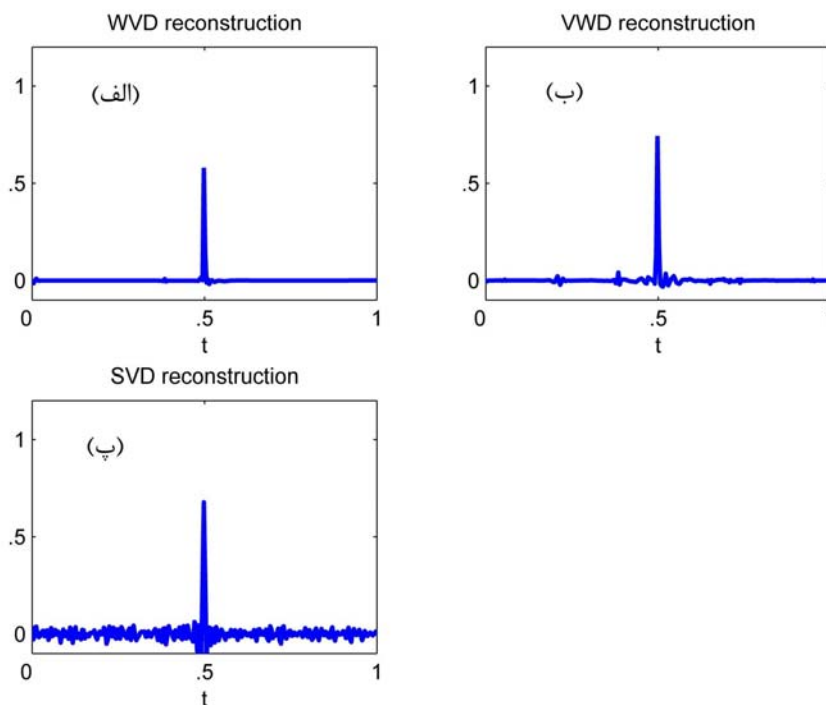 WVD reconstruction
1
.5
0
(الف)
0 .5 1
t
VWD reconstruction
1
.5
0
(ب)
0 .5 1
t
SVD reconstruction
1
.5
0
(پ)
0 .5 1
t